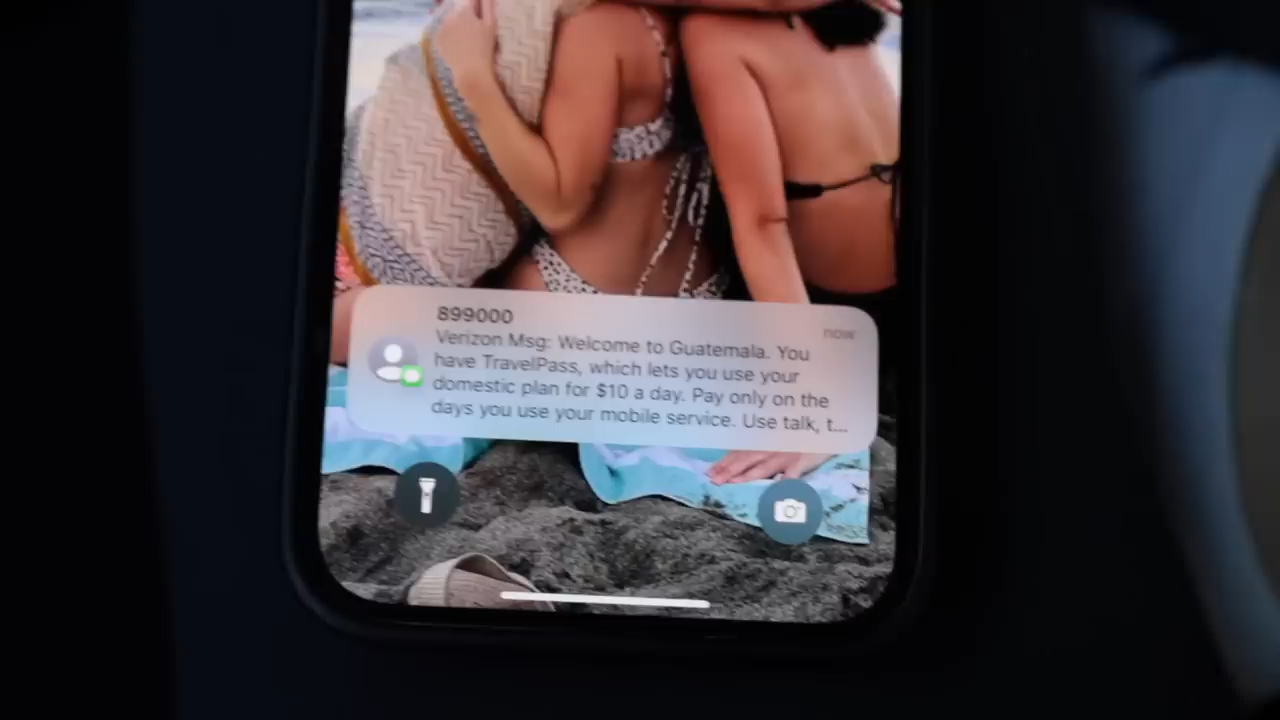 899000
now
Verizon Msg: Welcome to Guatemala. You
have TravelPass, which lets you use your
domestic plan for $10 a day. Pay only on the
days you use your mobile service. Use talk, t...